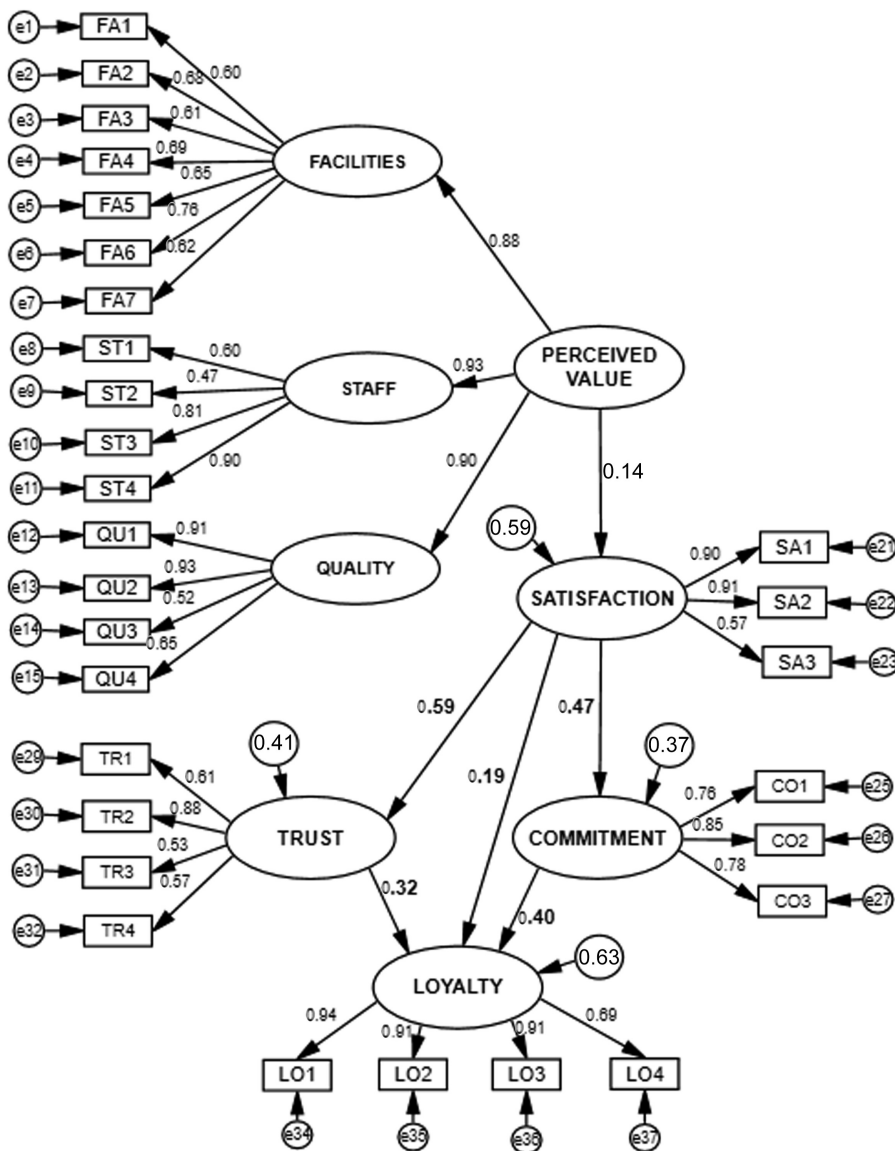 e1 FA1
0.60
e2 FA2
0.68
e3 FA3
0.61
e4 FA4
0.69
FACILITIES
e5 FA5
0.65
e6 FA6
0.76
e7 FA7
0.62
0.88
e8 ST1
0.60
e9 ST2
0.47
e10 ST3
0.81
e11 ST4
0.90
STAFF
0.93
PERCEIVED
VALUE
0.90
0.14
e12 QU1
0.91
e13 QU2
0.93
e14 QU3
0.52
e15 QU4
0.65
QUALITY
0.59
SATISFACTION
0.90
SA1 e21
0.91
SA2 e22
0.57
SA3 e23
0.59
0.47
0.19
0.41
0.37
e29 TR1
0.61
e30 TR2
0.88
e31 TR3
0.53
e32 TR4
0.57
TRUST
COMMITMENT
0.76
CO1 e25
0.85
CO2 e26
0.78
CO3 e27
0.32
0.40
0.63
LOYALTY
0.94
0.91
0.91
0.69
LO1 LO2 LO3 LO4
e34 e35 e36 e37